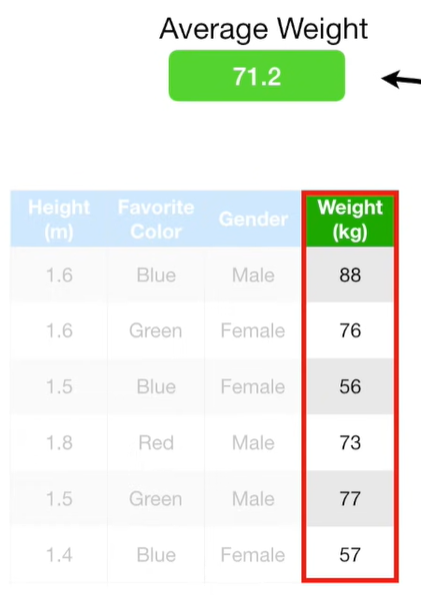 Average Weight
71.2
Height (m) Favorite Color Gender Weight (kg)
1.6 Blue Male 88
1.6 Green Female 76
1.5 Blue Female 56
1.8 Red Male 73
1.5 Green Male 77
1.4 Blue Female 57